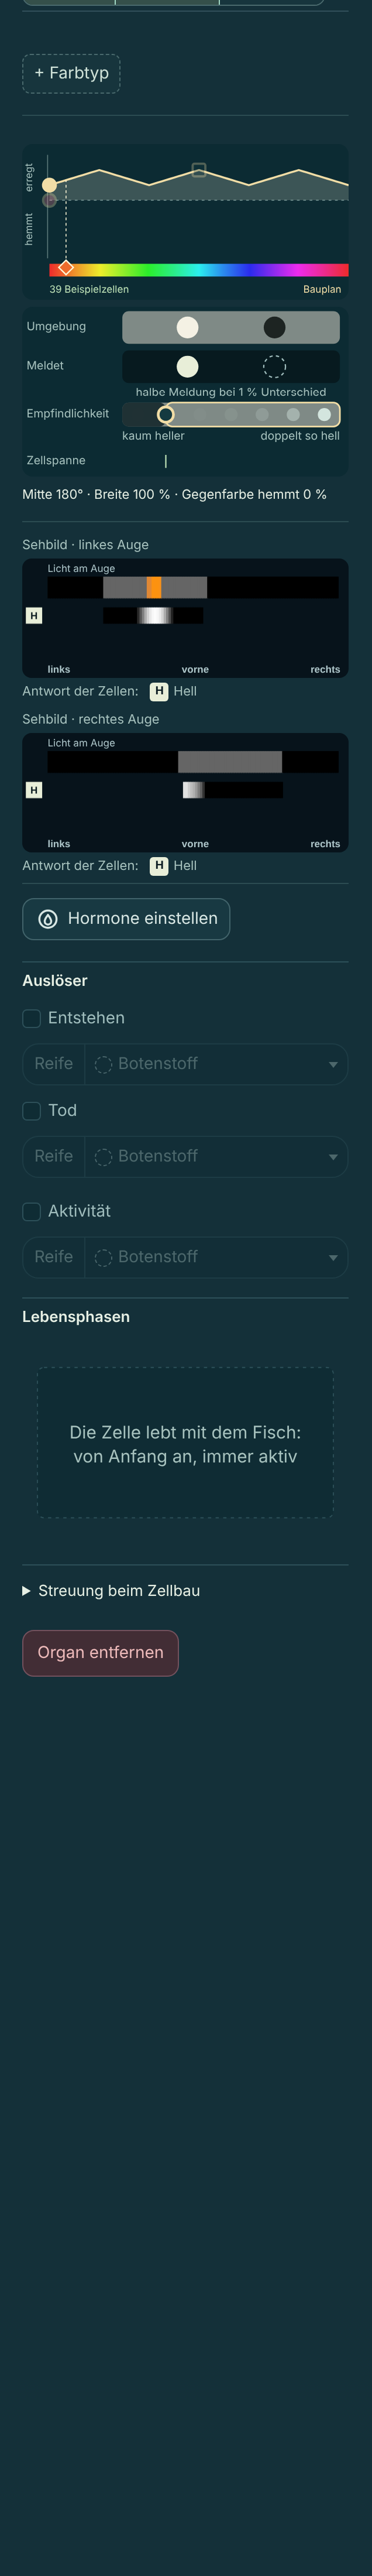 + Farbtyp
erregt
hemmt
39 Beispielzellen
Bauplan
Umgebung
Meldet
halbe Meldung bei 1 % Unterschied
Empfindlichkeit
kaum heller
doppelt so hell
Zellspanne
Mitte 180° · Breite 100 % · Gegenfarbe hemmt 0 %
Sehbild · linkes Auge
Licht am Auge
H
links
vorne
rechts
Antwort der Zellen: H Hell
Sehbild · rechtes Auge
Licht am Auge
H
links
vorne
rechts
Antwort der Zellen: H Hell
Hormone einstellen
Auslöser
Entstehen
Reife
Botenstoff
Tod
Reife
Botenstoff
Aktivität
Reife
Botenstoff
Lebensphasen
Die Zelle lebt mit dem Fisch:
von Anfang an, immer aktiv
Streuung beim Zellbau
Organ entfernen